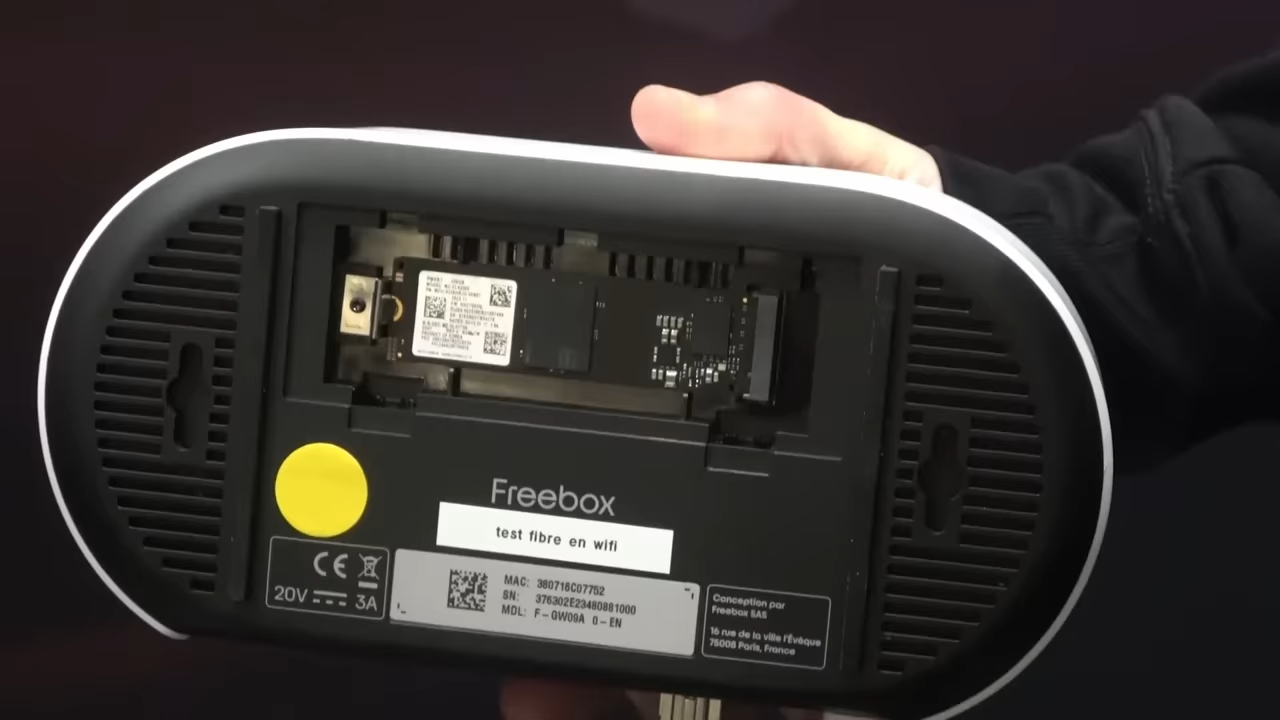 Freebox
test fibre en wifi
20V 3A
MAC: 380716C07752
SN: 376302E23480881000
MDL: F-GW09A 0-EN
Conception par
Freebox SAS
16 rue de la ville l'Évêque
75008 Paris, France